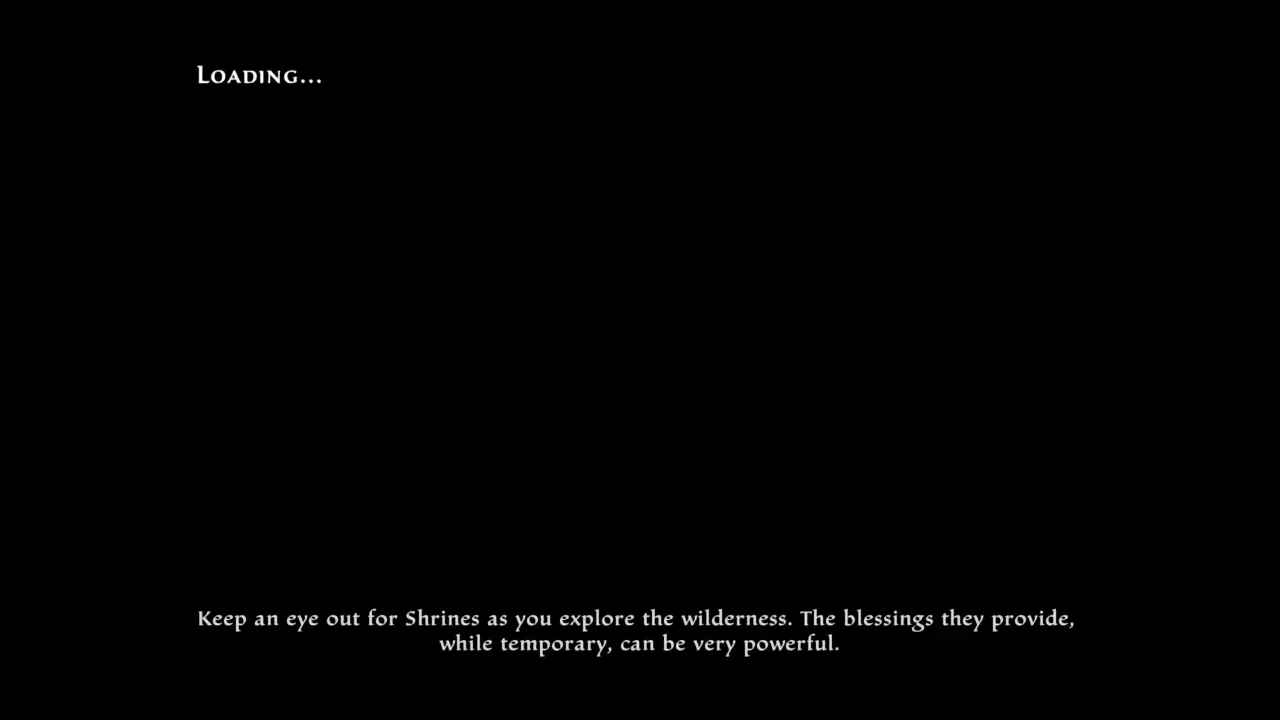 Loading...
Keep an eye out for Shrines as you explore the wilderness. The blessings they provide,
while temporary, can be very powerful.